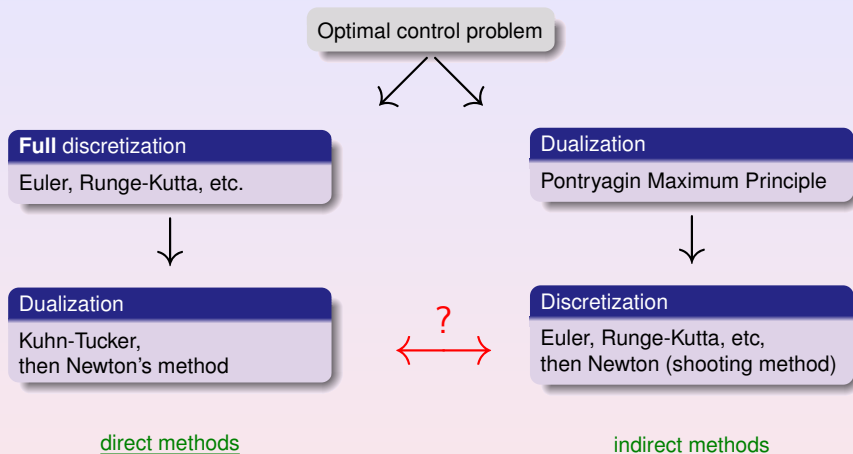 Optimal control problem
Full discretization
Euler, Runge-Kutta, etc.
Dualization
Pontryagin Maximum Principle
Dualization
Kuhn-Tucker,
then Newton's method
?
Discretization
Euler, Runge-Kutta, etc,
then Newton (shooting method)
direct methods
indirect methods